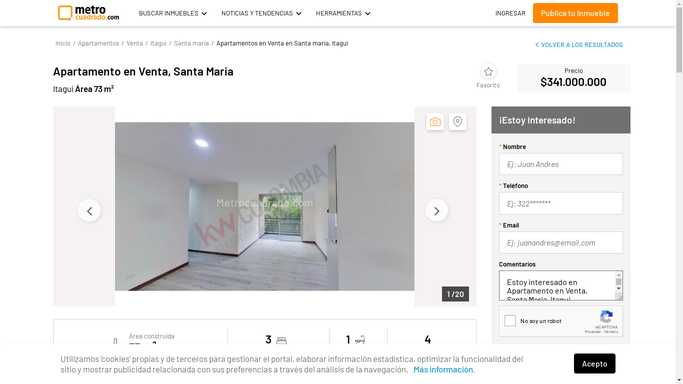 metro
cuadrado.com
BUSCAR INMUEBLES
NOTICIAS Y TENDENCIAS
HERRAMIENTAS
INGRESAR
Publica tu Inmueble
Inicio / Apartamentos / Venta / Itagui / Santa maria / Apartamentos en Venta en Santa maria, Itagui
VOLVER A LOS RESULTADOS
Apartamento en Venta, Santa Maria
Itagui Área 73 m²
Favorito
Precio
$341.000.000
kw COLOMBIA
Metrocuadrado.com
1 / 20
¡Estoy Interesado!
* Nombre
Ej: Juan Andres
* Teléfono
Ej: 322*******
* Email
Ej: juanandres@email.com
Comentarios
Estoy interesado en
Apartamento en Venta,
Santa Maria, Itagui
No soy un robot
reCAPTCHA
Privacidad - Términos
Área construida
3
1
4
Utilizamos 'cookies' propias y de terceros para gestionar el portal, elaborar información estadística, optimizar la funcionalidad del
sitio y mostrar publicidad relacionada con sus preferencias a través del análisis de la navegación. Más información.
Acepto